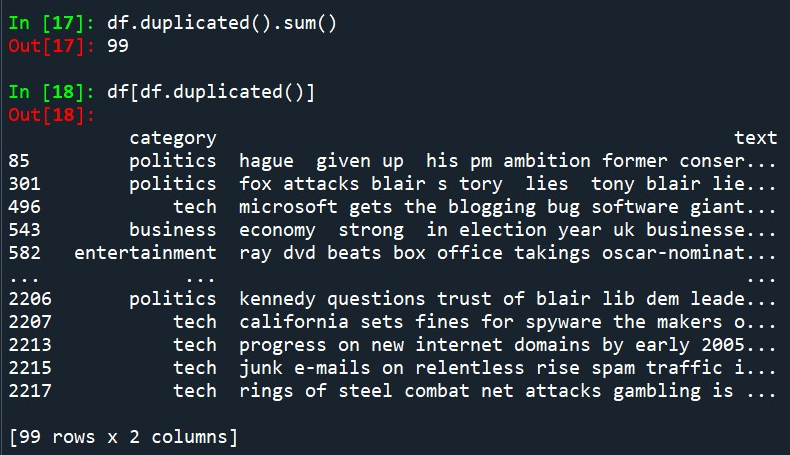 In [17]: df.duplicated().sum()
Out[17]: 99
In [18]: df[df.duplicated()]
Out[18]:
category text
85 politics hague  given up  his pm ambition former conser...
301 politics fox attacks blair s tory  lies  tony blair lie...
496 tech microsoft gets the blogging bug software giant...
543 business economy  strong  in election year uk businesse...
582 entertainment ray dvd beats box office takings oscar-nominat...
... ... ...
2206 politics kennedy questions trust of blair lib dem leade...
2207 tech california sets fines for spyware the makers o...
2213 tech progress on new internet domains by early 2005...
2215 tech junk e-mails on relentless rise spam traffic i...
2217 tech rings of steel combat net attacks gambling is ...
[99 rows x 2 columns]